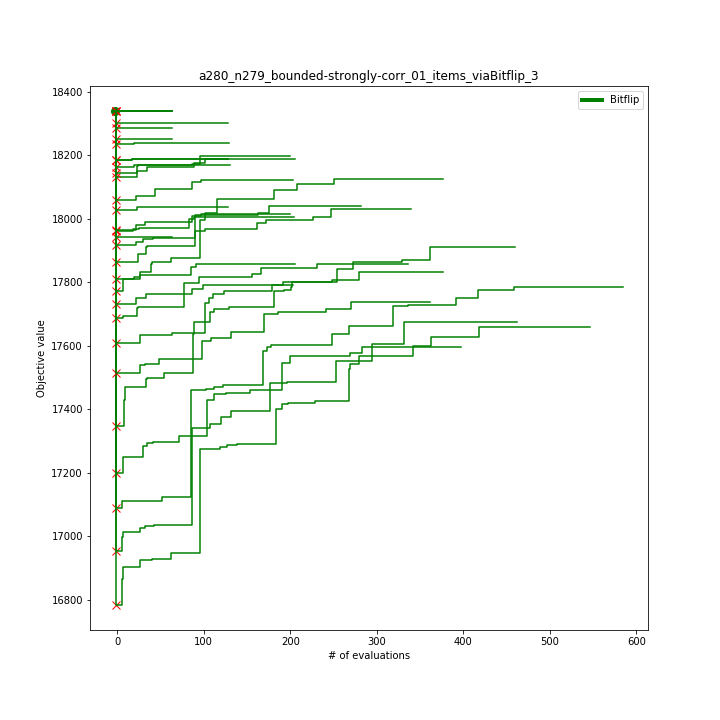 a280_n279_bounded-strongly-corr_01_items_viaBitflip_3
Bitflip
18400
18200
18000
17800
17600
17400
17200
17000
16800
Objective value
0 100 200 300 400 500 600
# of evaluations